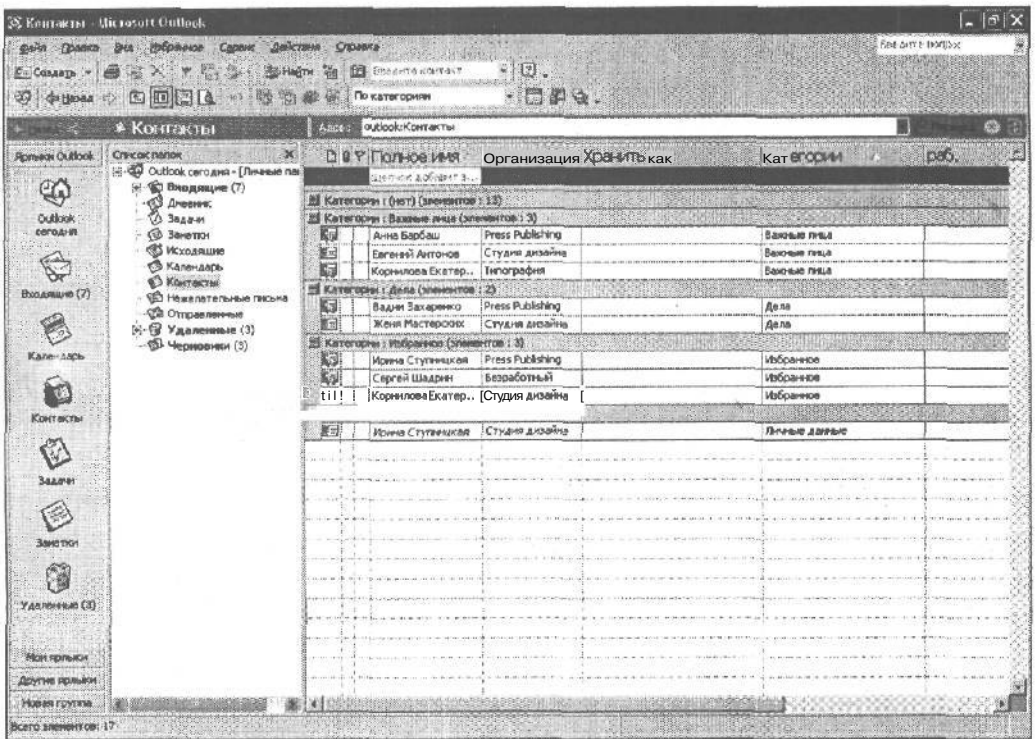 Контакты - Microsoft Outlook
Файл Правка Вид Избранное Сервис Действия Справка
Введите вопрос
Создать Найти Введите контакт
Назад По категориям
Контакты
Адрес: outlook:Контакты
Ярлыки Outlook
Outlook сегодня
Входящие (7)
Календарь
Контакты
Задачи
Заметки
Удаленные (3)
Мои ярлыки
Другие ярлыки
Новая группа
Список папок
Outlook сегодня - [Личные пап
Входящие (7)
Дневник
Задачи
Заметки
Исходящие
Календарь
Контакты
Нежелательные письма
Отправленные
Удаленные (3)
Черновики (3)
Полное имя Организация Хранить как Категории раб.
Категории : (нет) (элементов : 13)
Категории : Важные лица (элементов : 3)
Анна Барбаш Press Publishing Важные лица
Евгений Антонов Студия дизайна Важные лица
Корнилова Екатер.. Типография Важные лица
Категории : Дела (элементов : 2)
Вадим Захаренко Press Publishing Дела
Женя Мастерских Студия дизайна Дела
Категории : Избранное (элементов : 3)
Ирина Ступницкая Press Publishing Избранное
Сергей Шадрин Безработный Избранное
til! Корнилова Екатер.. [Студия дизайна [ Избранное
Ирина Ступницкая Студия дизайна Личные данные
Всего элементов: 17